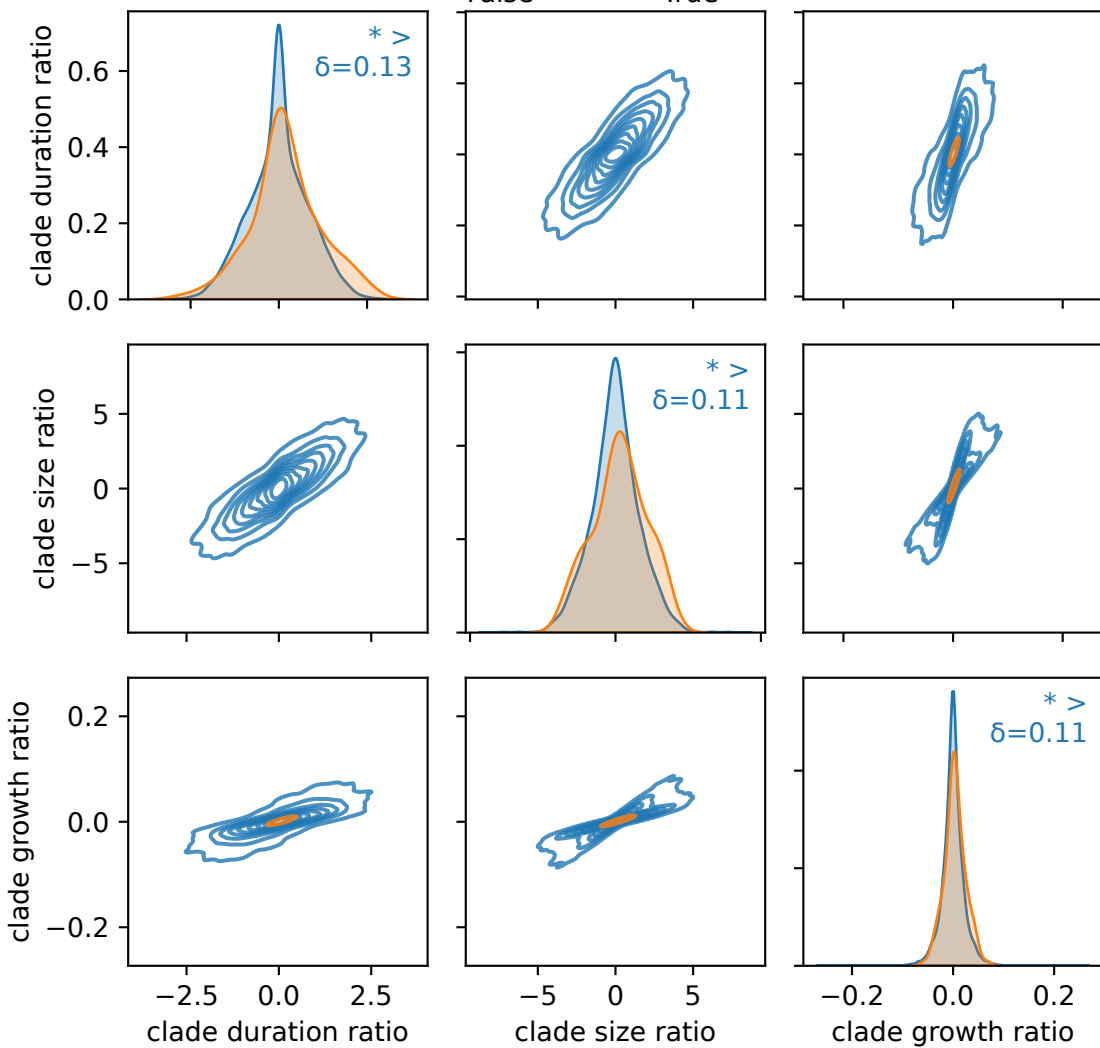 clade duration ratio
0.6
0.4
0.2
0.0
* >
δ=0.13
clade size ratio
5
0
−5
* >
δ=0.11
clade growth ratio
0.2
0.0
−0.2
* >
δ=0.11
−2.5 0.0 2.5
−5 0 5
−0.2 0.0 0.2
clade duration ratio
clade size ratio
clade growth ratio